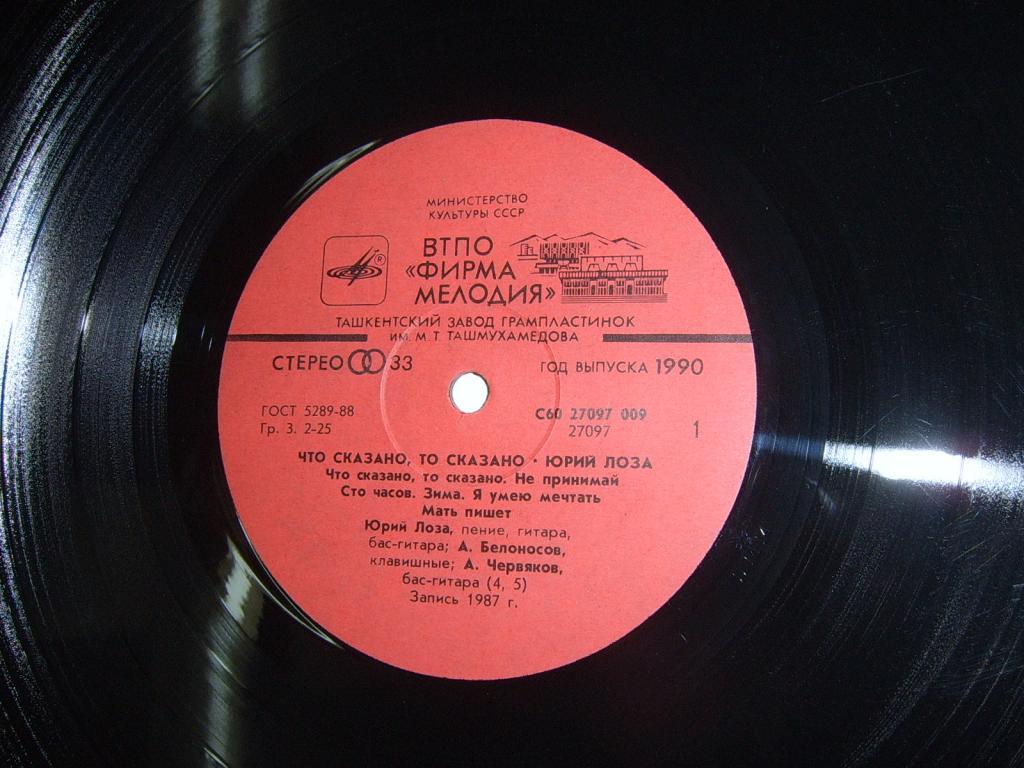 МИНИСТЕРСТВО
КУЛЬТУРЫ СССР
ВТПО
«ФИРМА
МЕЛОДИЯ»
®
ТАШКЕНТСКИЙ ЗАВОД ГРАМПЛАСТИНОК
ИМ. М. Т. ТАШМУХАМЕДОВА
СТЕРЕО 33
ГОД ВЫПУСКА 1990
ГОСТ 5289-88
Гр. 3. 2-25
С60 27097 009
27097
1
ЧТО СКАЗАНО, ТО СКАЗАНО • ЮРИЙ ЛОЗА
Что сказано, то сказано. Не принимай
Сто часов. Зима. Я умею мечтать
Мать пишет
Юрий Лоза, пение, гитара,
бас-гитара; А. Белоносов,
клавишные; А. Червяков,
бас-гитара (4, 5)
Запись 1987 г.